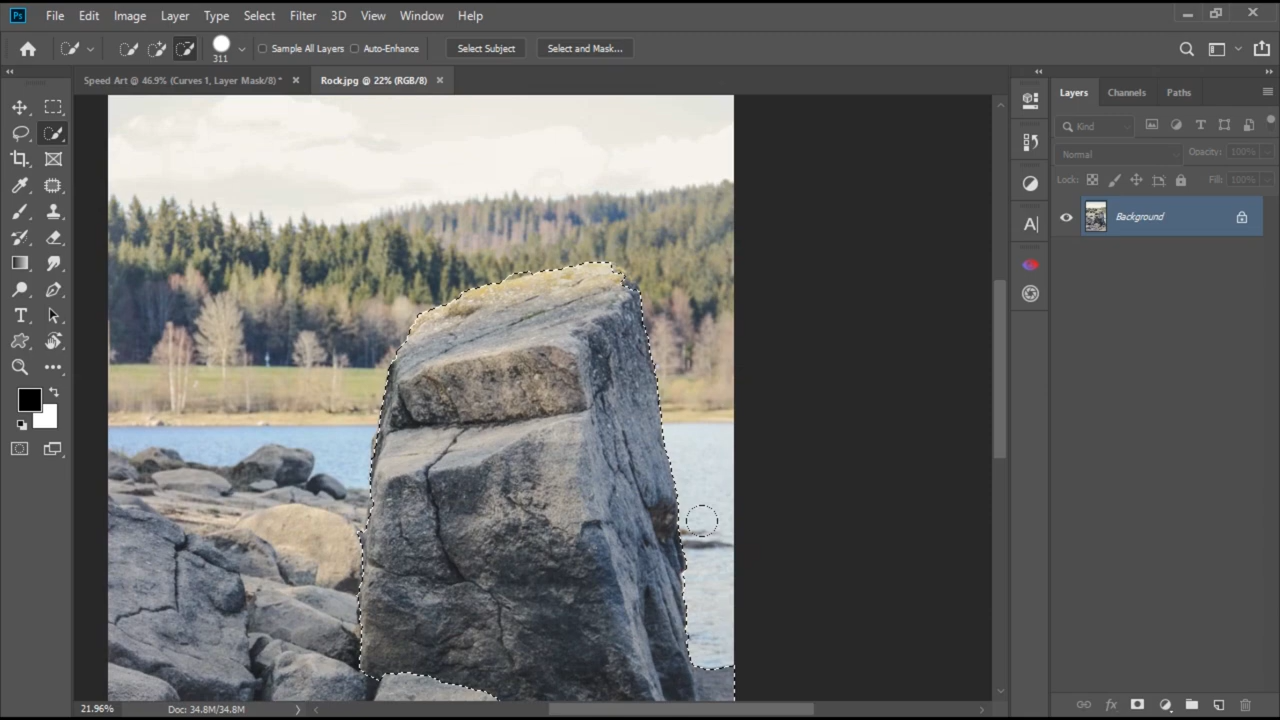 Ps File Edit Image Layer Type Select Filter 3D View Window Help
311 Sample All Layers Auto-Enhance Select Subject Select and Mask...
Speed Art @ 46.9% (Curves 1, Layer Mask/8) * Rock.jpg @ 22% (RGB/8)
Layers Channels Paths
Kind
Normal Opacity: 100%
Lock: Fill: 100%
Background
21.96% Doc: 34.8M/34.8M